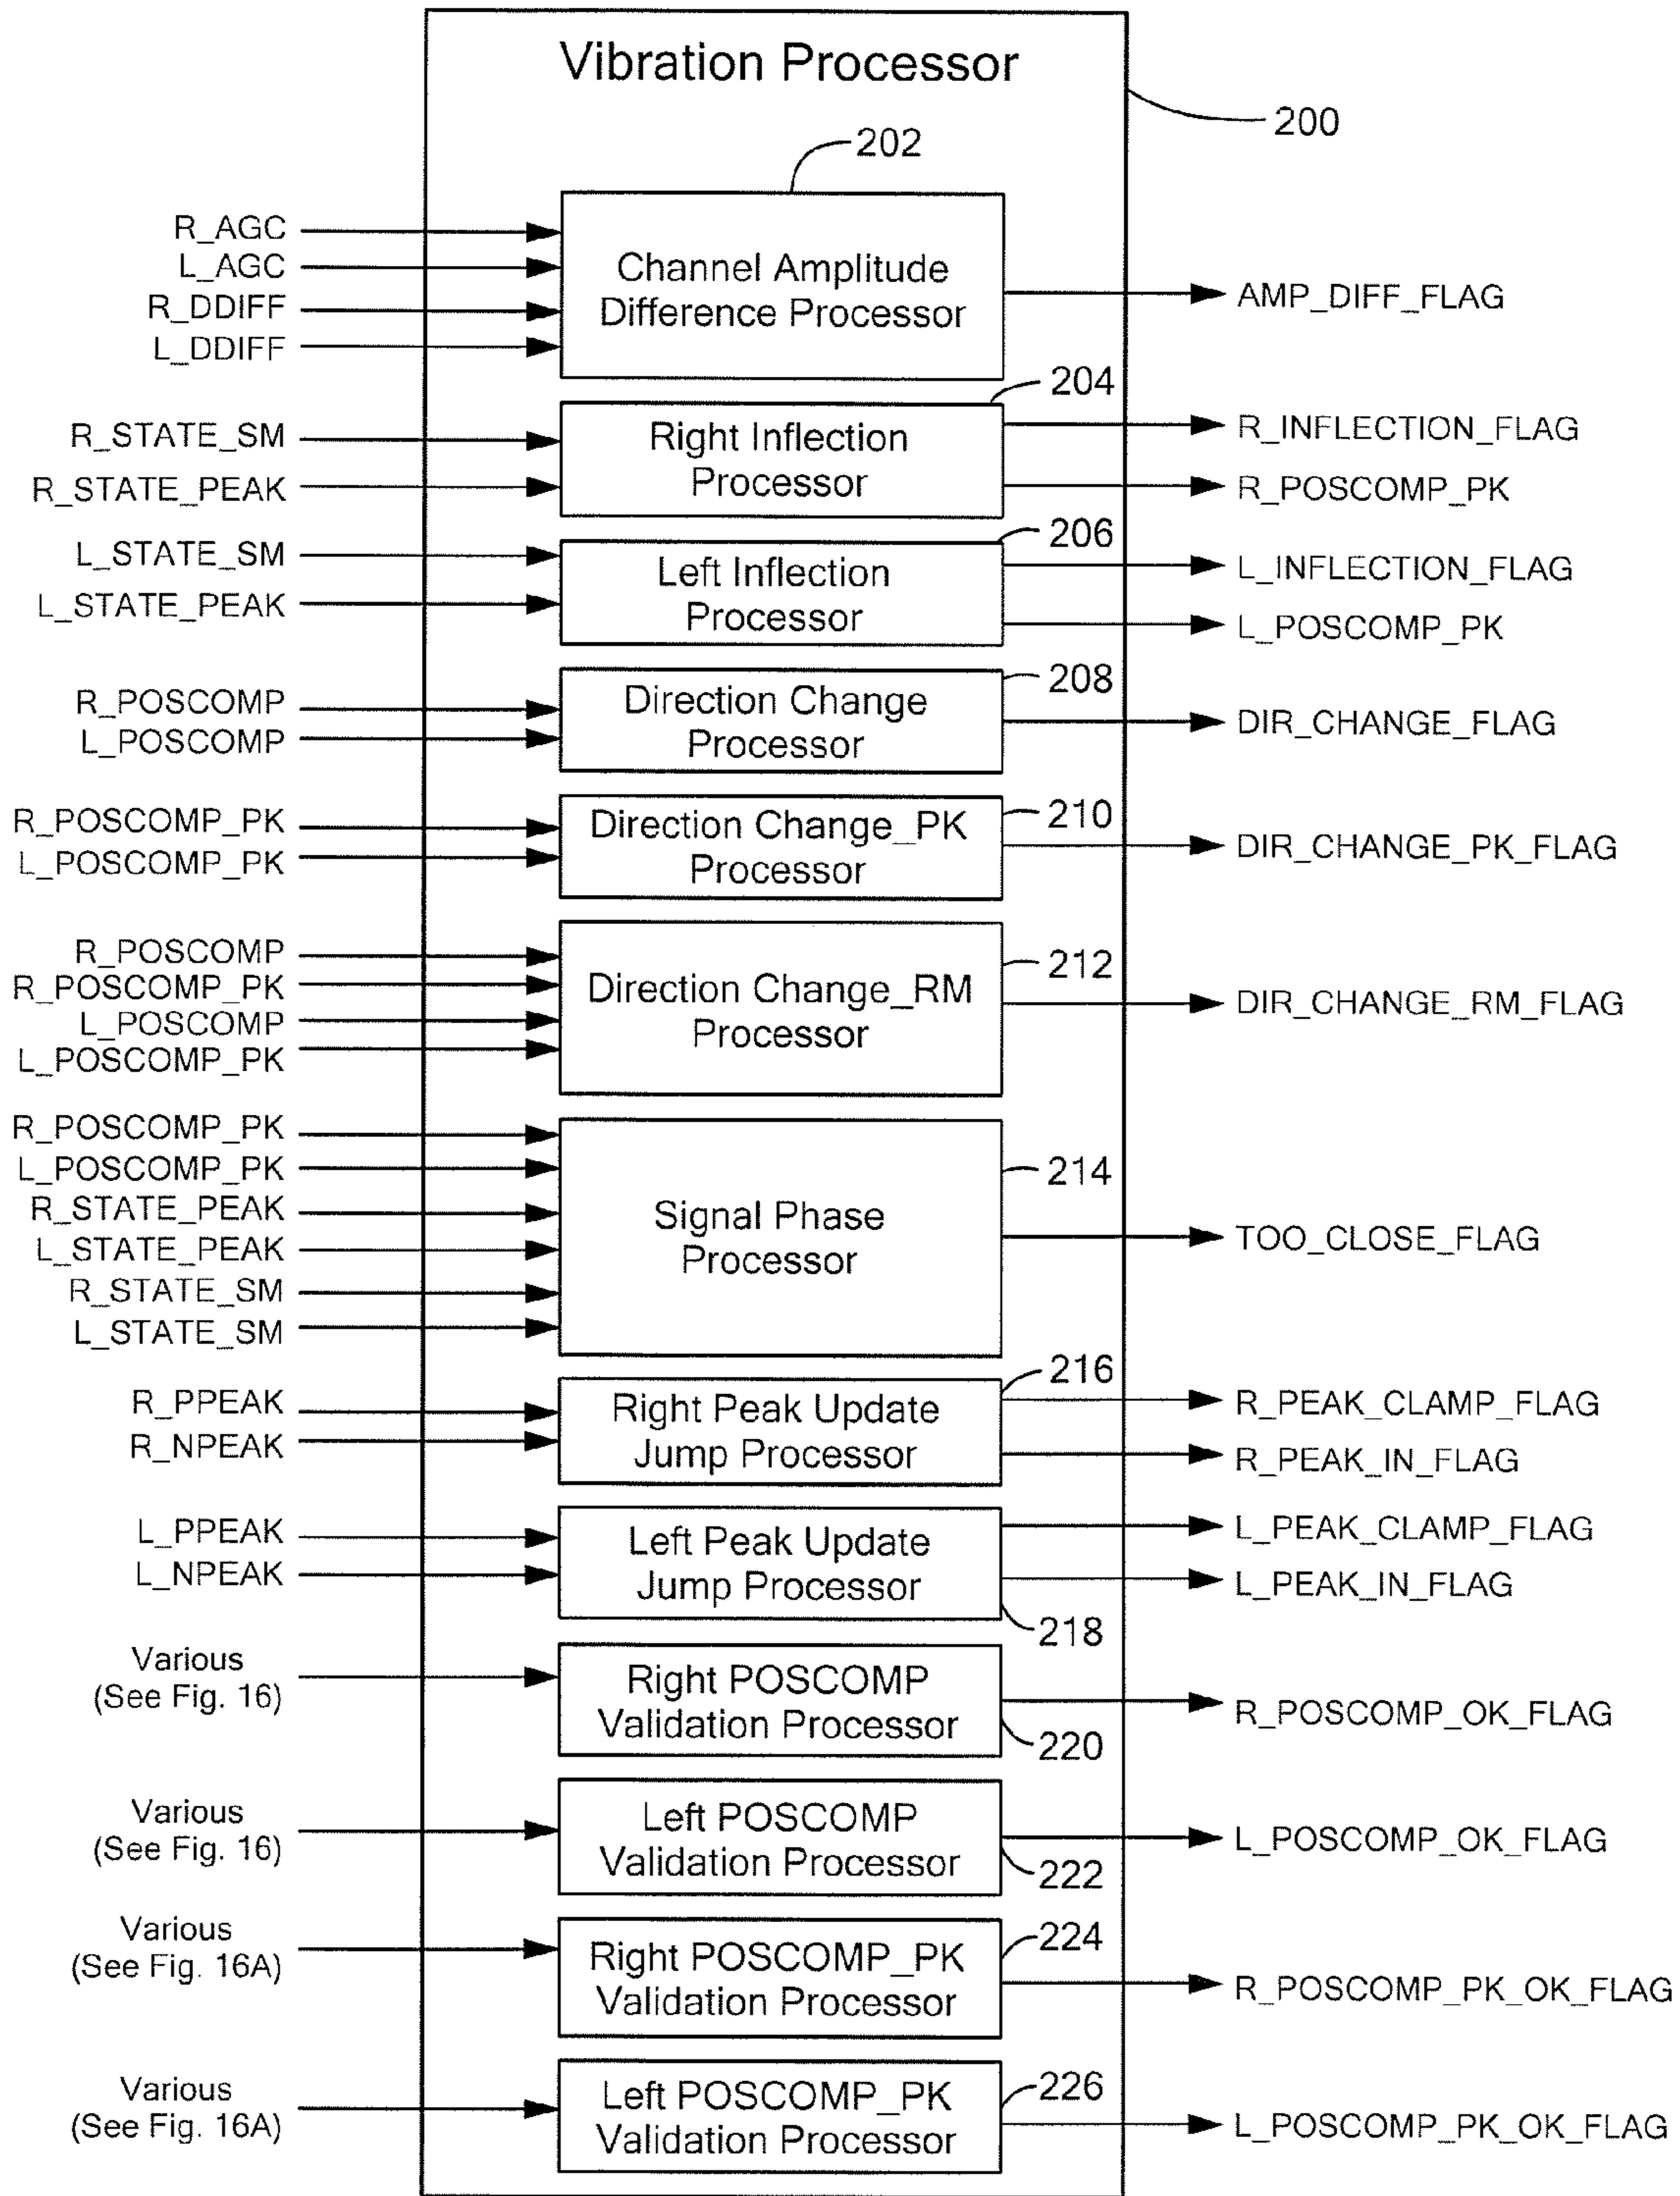 Vibration Processor
200
202
R_AGC
L_AGC
R_DDIFF
L_DDIFF
Channel Amplitude
Difference Processor
AMP_DIFF_FLAG
204
R_STATE_SM
R_STATE_PEAK
Right Inflection
Processor
R_INFLECTION_FLAG
R_POSCOMP_PK
206
L_STATE_SM
L_STATE_PEAK
Left Inflection
Processor
L_INFLECTION_FLAG
L_POSCOMP_PK
208
R_POSCOMP
L_POSCOMP
Direction Change
Processor
DIR_CHANGE_FLAG
210
R_POSCOMP_PK
L_POSCOMP_PK
Direction Change_PK
Processor
DIR_CHANGE_PK_FLAG
212
R_POSCOMP
R_POSCOMP_PK
L_POSCOMP
L_POSCOMP_PK
Direction Change_RM
Processor
DIR_CHANGE_RM_FLAG
214
R_POSCOMP_PK
L_POSCOMP_PK
R_STATE_PEAK
L_STATE_PEAK
R_STATE_SM
L_STATE_SM
Signal Phase
Processor
TOO_CLOSE_FLAG
216
R_PPEAK
R_NPEAK
Right Peak Update
Jump Processor
R_PEAK_CLAMP_FLAG
R_PEAK_IN_FLAG
L_PPEAK
L_NPEAK
Left Peak Update
Jump Processor
L_PEAK_CLAMP_FLAG
L_PEAK_IN_FLAG
218
Various
(See Fig. 16)
Right POSCOMP
Validation Processor
R_POSCOMP_OK_FLAG
220
Various
(See Fig. 16)
Left POSCOMP
Validation Processor
L_POSCOMP_OK_FLAG
222
Various
(See Fig. 16A)
Right POSCOMP_PK
Validation Processor
224
R_POSCOMP_PK_OK_FLAG
Various
(See Fig. 16A)
Left POSCOMP_PK
Validation Processor
226
L_POSCOMP_PK_OK_FLAG